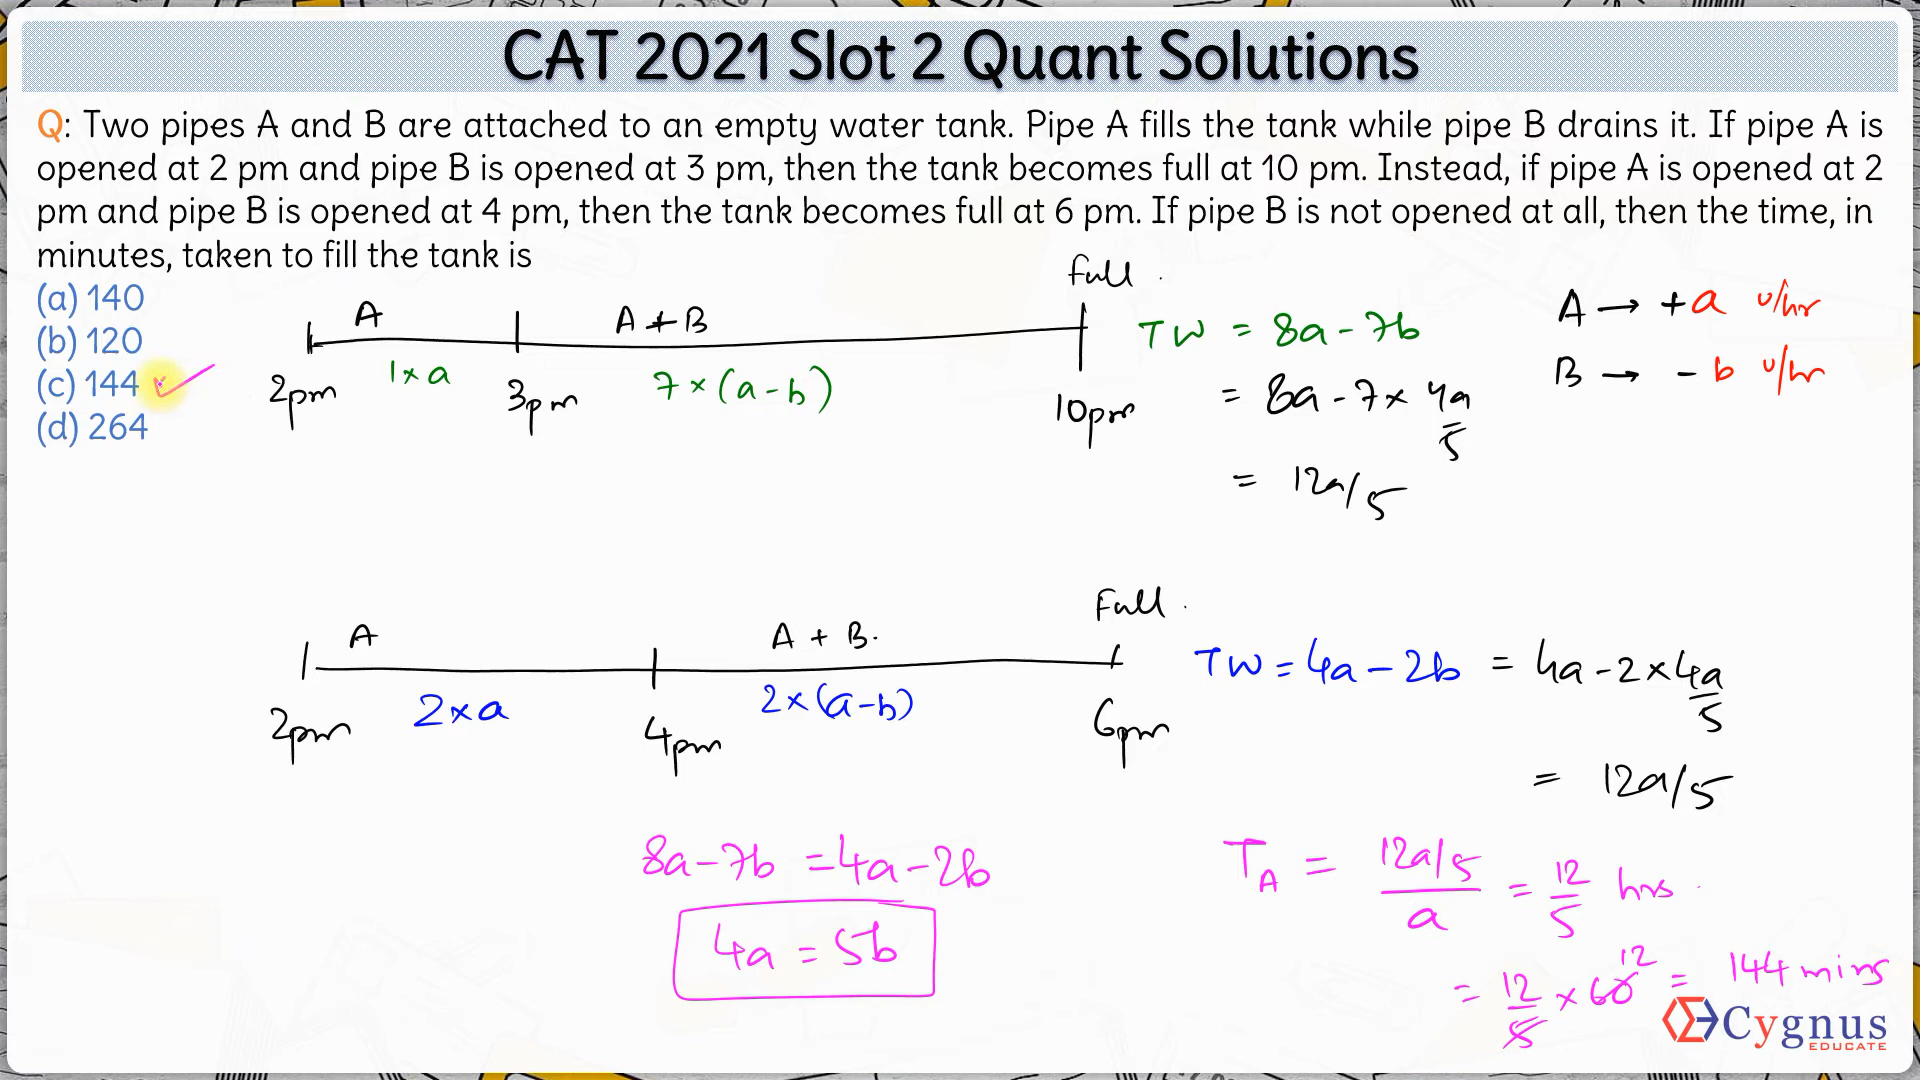 CAT 2021 Slot 2 Quant Solutions
Q: Two pipes A and B are attached to an empty water tank. Pipe A fills the tank while pipe B drains it. If pipe A is
opened at 2 pm and pipe B is opened at 3 pm, then the tank becomes full at 10 pm. Instead, if pipe A is opened at 2
pm and pipe B is opened at 4 pm, then the tank becomes full at 6 pm. If pipe B is not opened at all, then the time, in
minutes, taken to fill the tank is
(a) 140
(b) 120
(c) 144
(d) 264
A A + B Full
2pm 1 x a 3pm 7 x (a - b) 10pm
TW = 8a - 7b
= 8a - 7 x 4a/5
= 12a/5
A → + a u/hr
B → - b u/hr
A A + B. Full.
2pm 2 x a 4pm 2 x (a - b) 6pm
TW = 4a - 2b = 4a - 2 x 4a/5
= 12a/5
8a - 7b = 4a - 2b
4a = 5b
T_A = 12a/5 / a = 12/5 hrs.
= 12/5 x 60 12 = 144 mins
Cygnus
EDUCATE